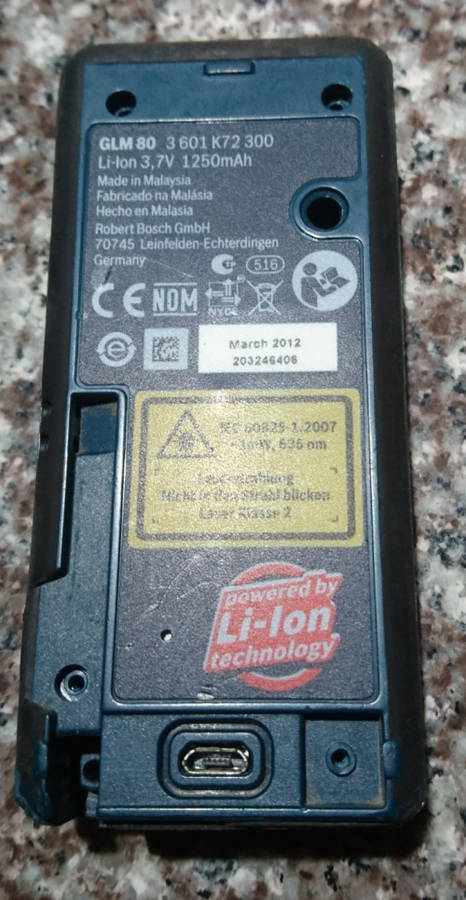 GLM 80 3 601 K72 300
Li-Ion 3,7V 1250mAh
Made in Malaysia
Fabricado na Malásia
Hecho en Malasia
Robert Bosch GmbH
70745 Leinfelden-Echterdingen
Germany
516
CE NOM
NYCE
e
March 2012
203246406
IEC 60825-1:2007
<1mW, 635 nm
Laserstrahlung
Nicht in den Strahl blicken
Laser Klasse 2
powered by
Li-Ion
technology